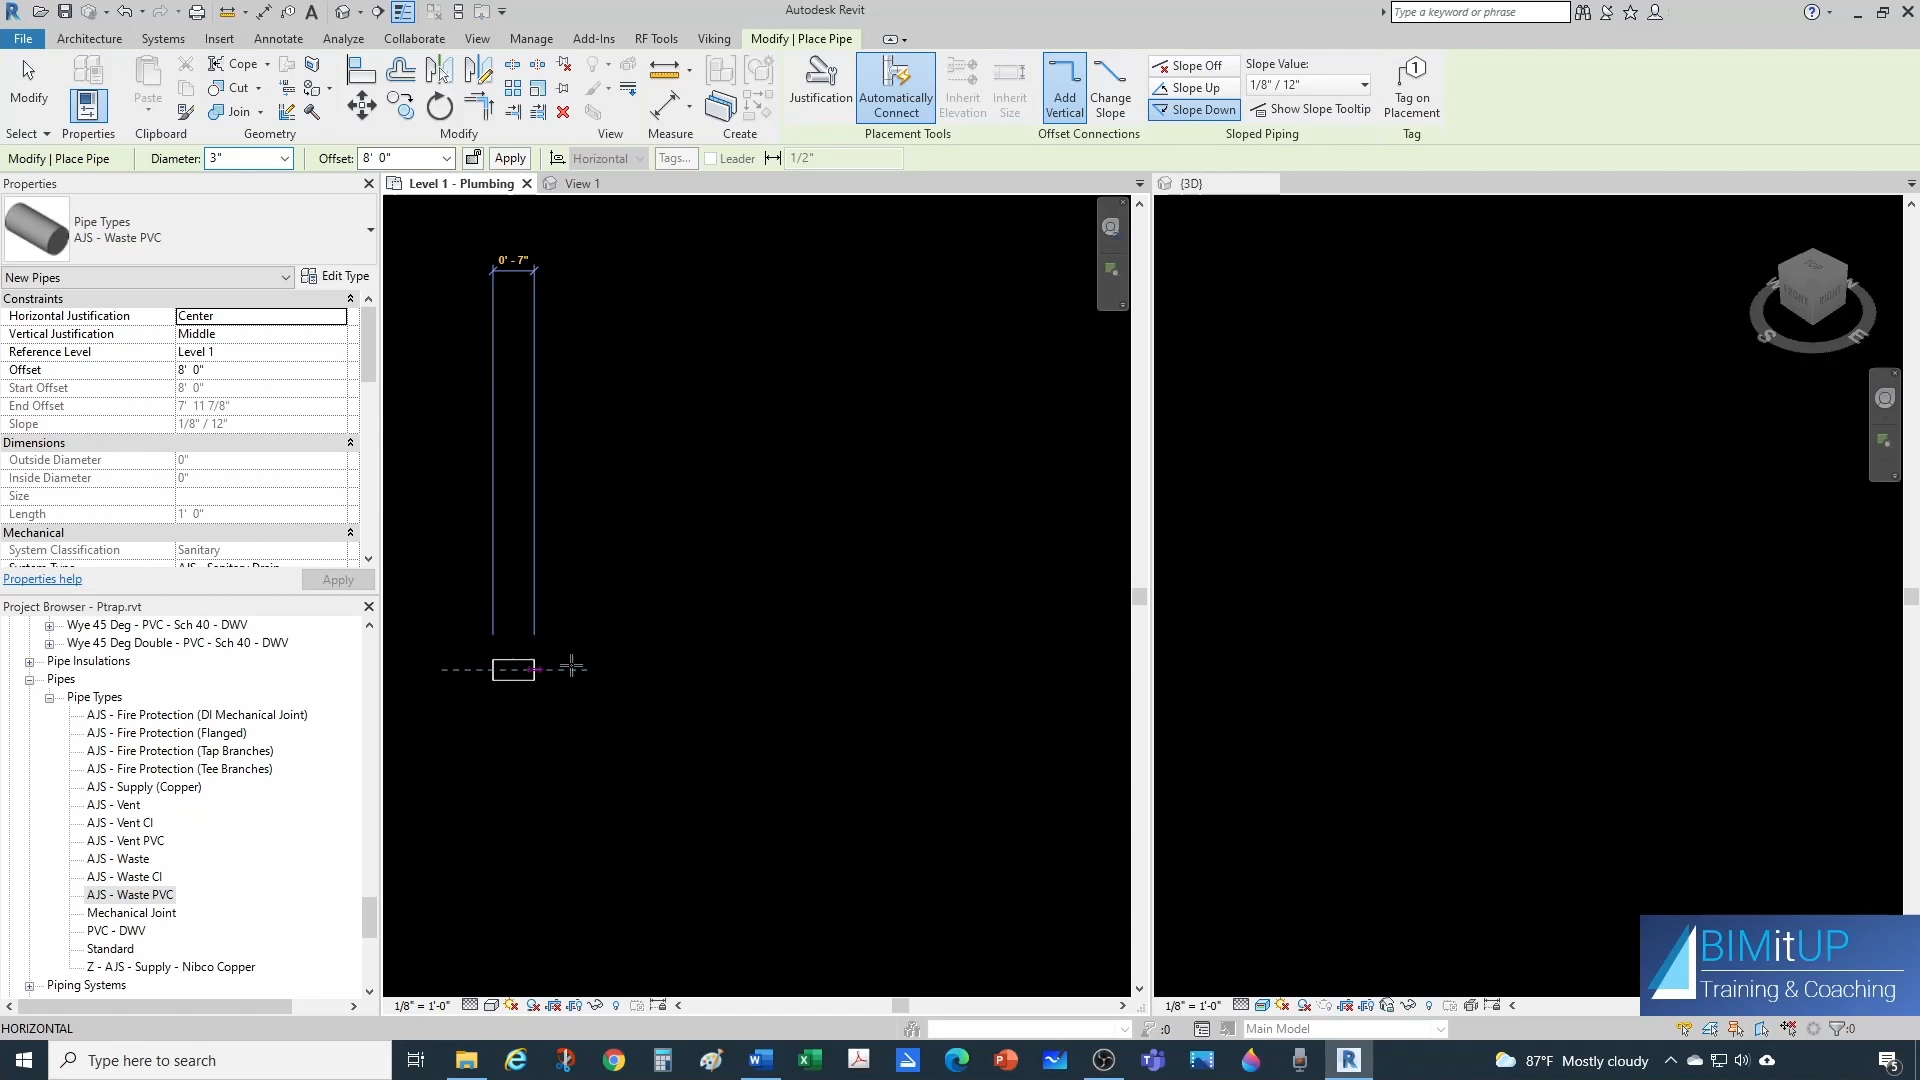 Autodesk Revit
Type a keyword or phrase
File Architecture Systems Insert Annotate Analyze Collaborate View Manage Add-Ins RF Tools Viking Modify | Place Pipe
Modify
Paste
Cope
Cut
Join
Justification
Automatically Connect
Inherit Elevation
Inherit Size
Add Vertical
Change Slope
Slope Off
Slope Up
Slope Down
Slope Value:
1/8" / 12"
Show Slope Tooltip
Tag on Placement
Select Properties Clipboard Geometry Modify View Measure Create Placement Tools Offset Connections Sloped Piping Tag
Modify | Place Pipe Diameter: 3" Offset: 8' 0" Apply Horizontal Tags... Leader 1/2"
Properties
Level 1 - Plumbing
View 1
{3D}
Pipe Types
AJS - Waste PVC
New Pipes
Edit Type
Constraints
Horizontal Justification Center
Vertical Justification Middle
Reference Level Level 1
Offset 8' 0"
Start Offset 8' 0"
End Offset 7' 11 7/8"
Slope 1/8" / 12"
Dimensions
Outside Diameter 0"
Inside Diameter 0"
Size
Length 1' 0"
Mechanical
System Classification Sanitary
System Type AJS - Sanitary Drain
Properties help
Apply
0' - 7"
TOP
FRONT
RIGHT
S
E
Project Browser - Ptrap.rvt
Wye 45 Deg - PVC - Sch 40 - DWV
Wye 45 Deg Double - PVC - Sch 40 - DWV
Pipe Insulations
Pipes
Pipe Types
AJS - Fire Protection (DI Mechanical Joint)
AJS - Fire Protection (Flanged)
AJS - Fire Protection (Tap Branches)
AJS - Fire Protection (Tee Branches)
AJS - Supply (Copper)
AJS - Vent
AJS - Vent CI
AJS - Vent PVC
AJS - Waste
AJS - Waste CI
AJS - Waste PVC
Mechanical Joint
PVC - DWV
Standard
Z - AJS - Supply - Nibco Copper
Piping Systems
BIMitUP
Training & Coaching
1/8" = 1'-0"
1/8" = 1'-0"
HORIZONTAL
:0
Main Model
:0
Type here to search
87°F Mostly cloudy
5